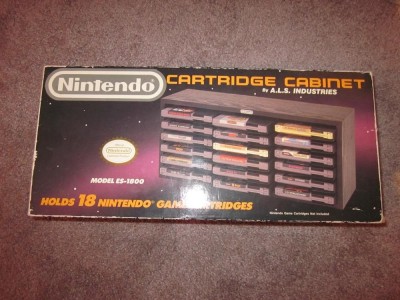 Nintendo®
CARTRIDGE CABINET
By A.L.S. INDUSTRIES
MODEL ES-1800
HOLDS 18 NINTENDO® GAME CARTRIDGES
Nintendo Game Cartridges Not Included